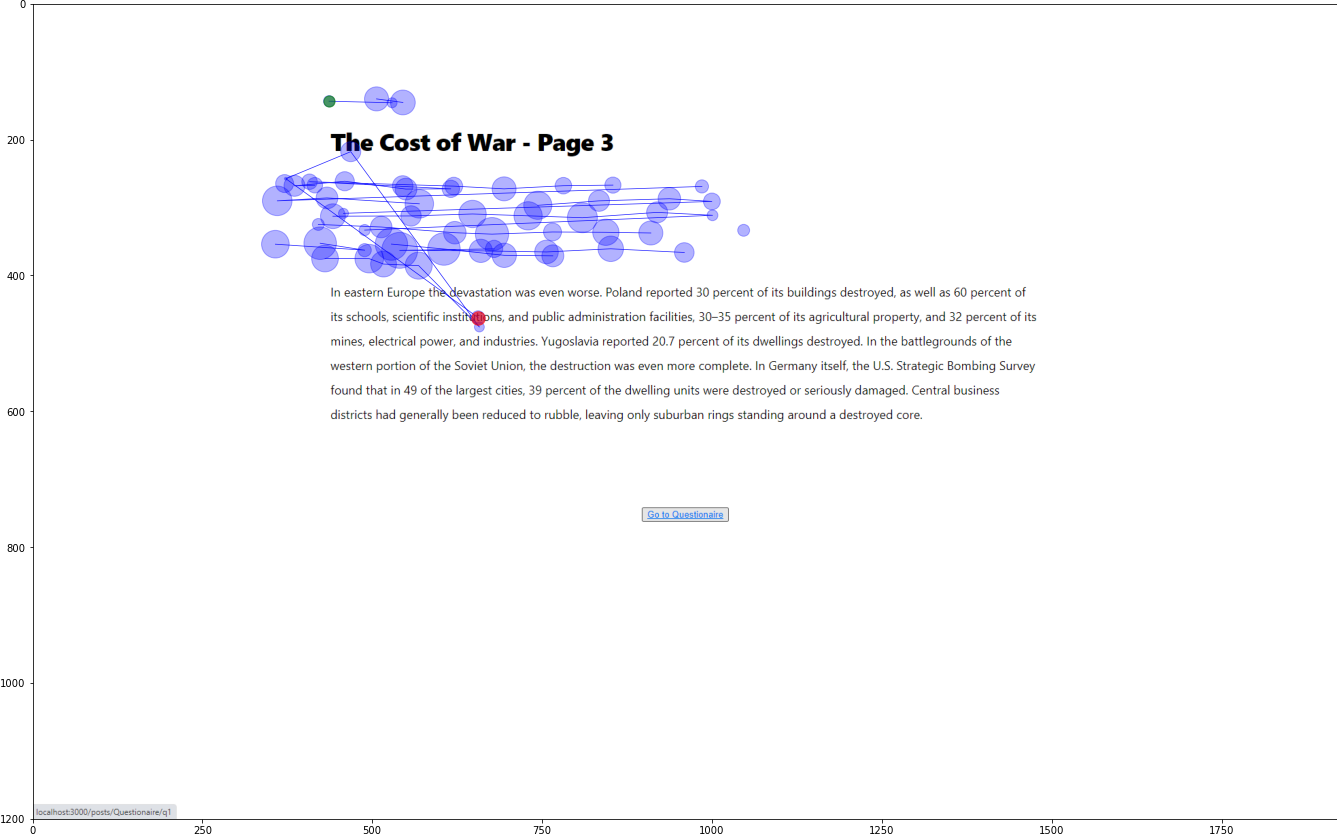 0
200
The Cost of War - Page 3
400
In eastern Europe the devastation was even worse. Poland reported 30 percent of its buildings destroyed, as well as 60 percent of
its schools, scientific institutions, and public administration facilities, 30–35 percent of its agricultural property, and 32 percent of its
mines, electrical power, and industries. Yugoslavia reported 20.7 percent of its dwellings destroyed. In the battlegrounds of the
western portion of the Soviet Union, the destruction was even more complete. In Germany itself, the U.S. Strategic Bombing Survey
found that in 49 of the largest cities, 39 percent of the dwelling units were destroyed or seriously damaged. Central business
600
districts had generally been reduced to rubble, leaving only suburban rings standing around a destroyed core.
Go to Questionaire
800
1000
localhost:3000/posts/Questionaire/q1
1200
0 250 500 750 1000 1250 1500 1750